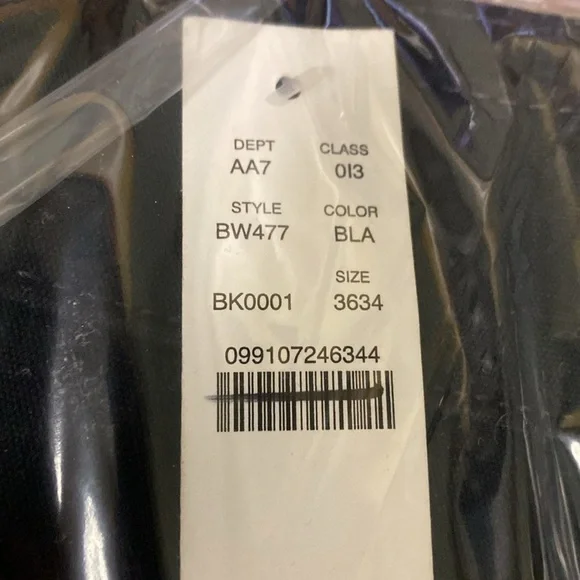 DEPT CLASS
AA7 0I3
STYLE COLOR
BW477 BLA
SIZE
BK0001 3634
099107246344